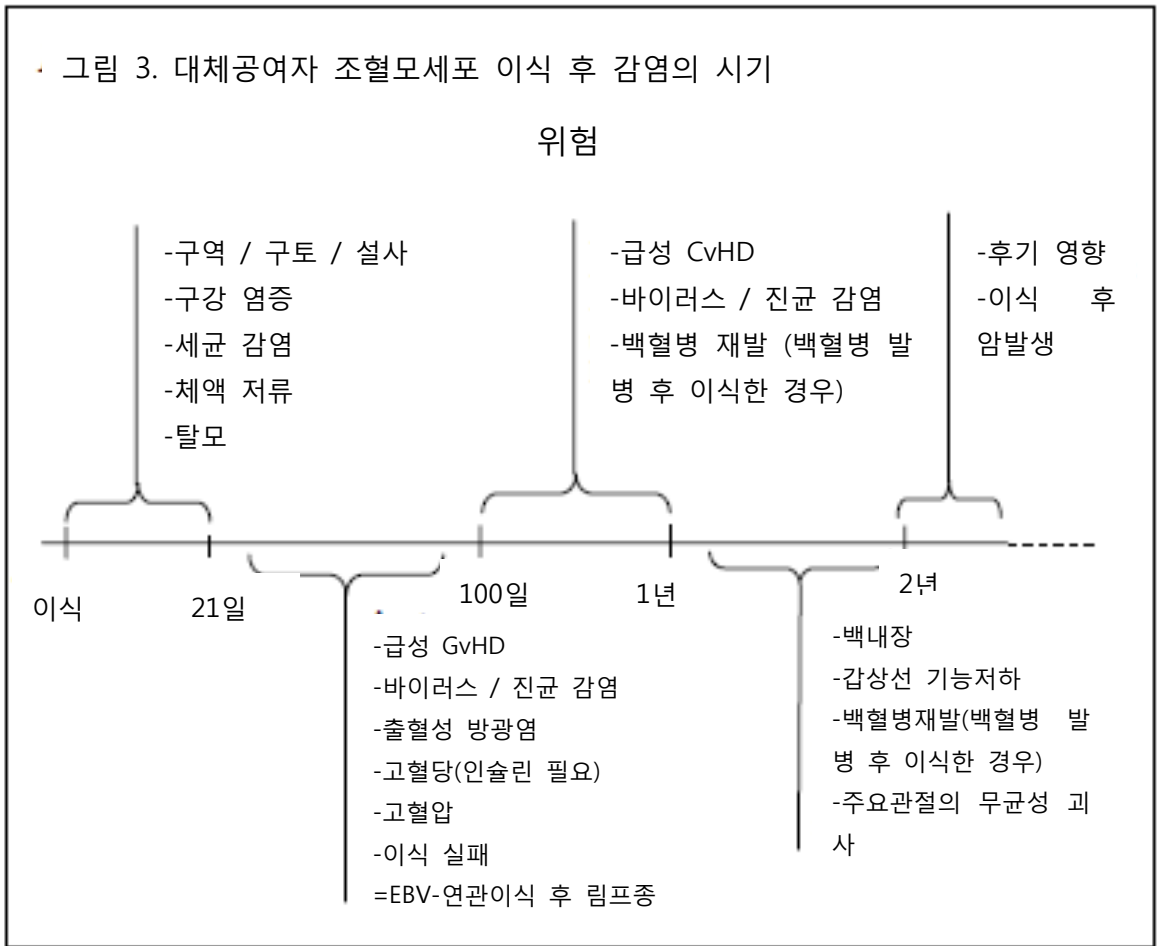 그림 3. 대체공여자 조혈모세포 이식 후 감염의 시기
위험
-구역 / 구토 / 설사
-구강 염증
-세균 감염
-체액 저류
-탈모
-급성 CvHD
-바이러스 / 진균 감염
-백혈병 재발 (백혈병 발
병 후 이식한 경우)
-후기 영향
-이식 후
암발생
이식
21일
100일
1년
2년
-급성 GvHD
-바이러스 / 진균 감염
-출혈성 방광염
-고혈당(인슐린 필요)
-고혈압
-이식 실패
=EBV-연관이식 후 림프종
-백내장
-갑상선 기능저하
-백혈병재발(백혈병 발
병 후 이식한 경우)
-주요관절의 무균성 괴
사